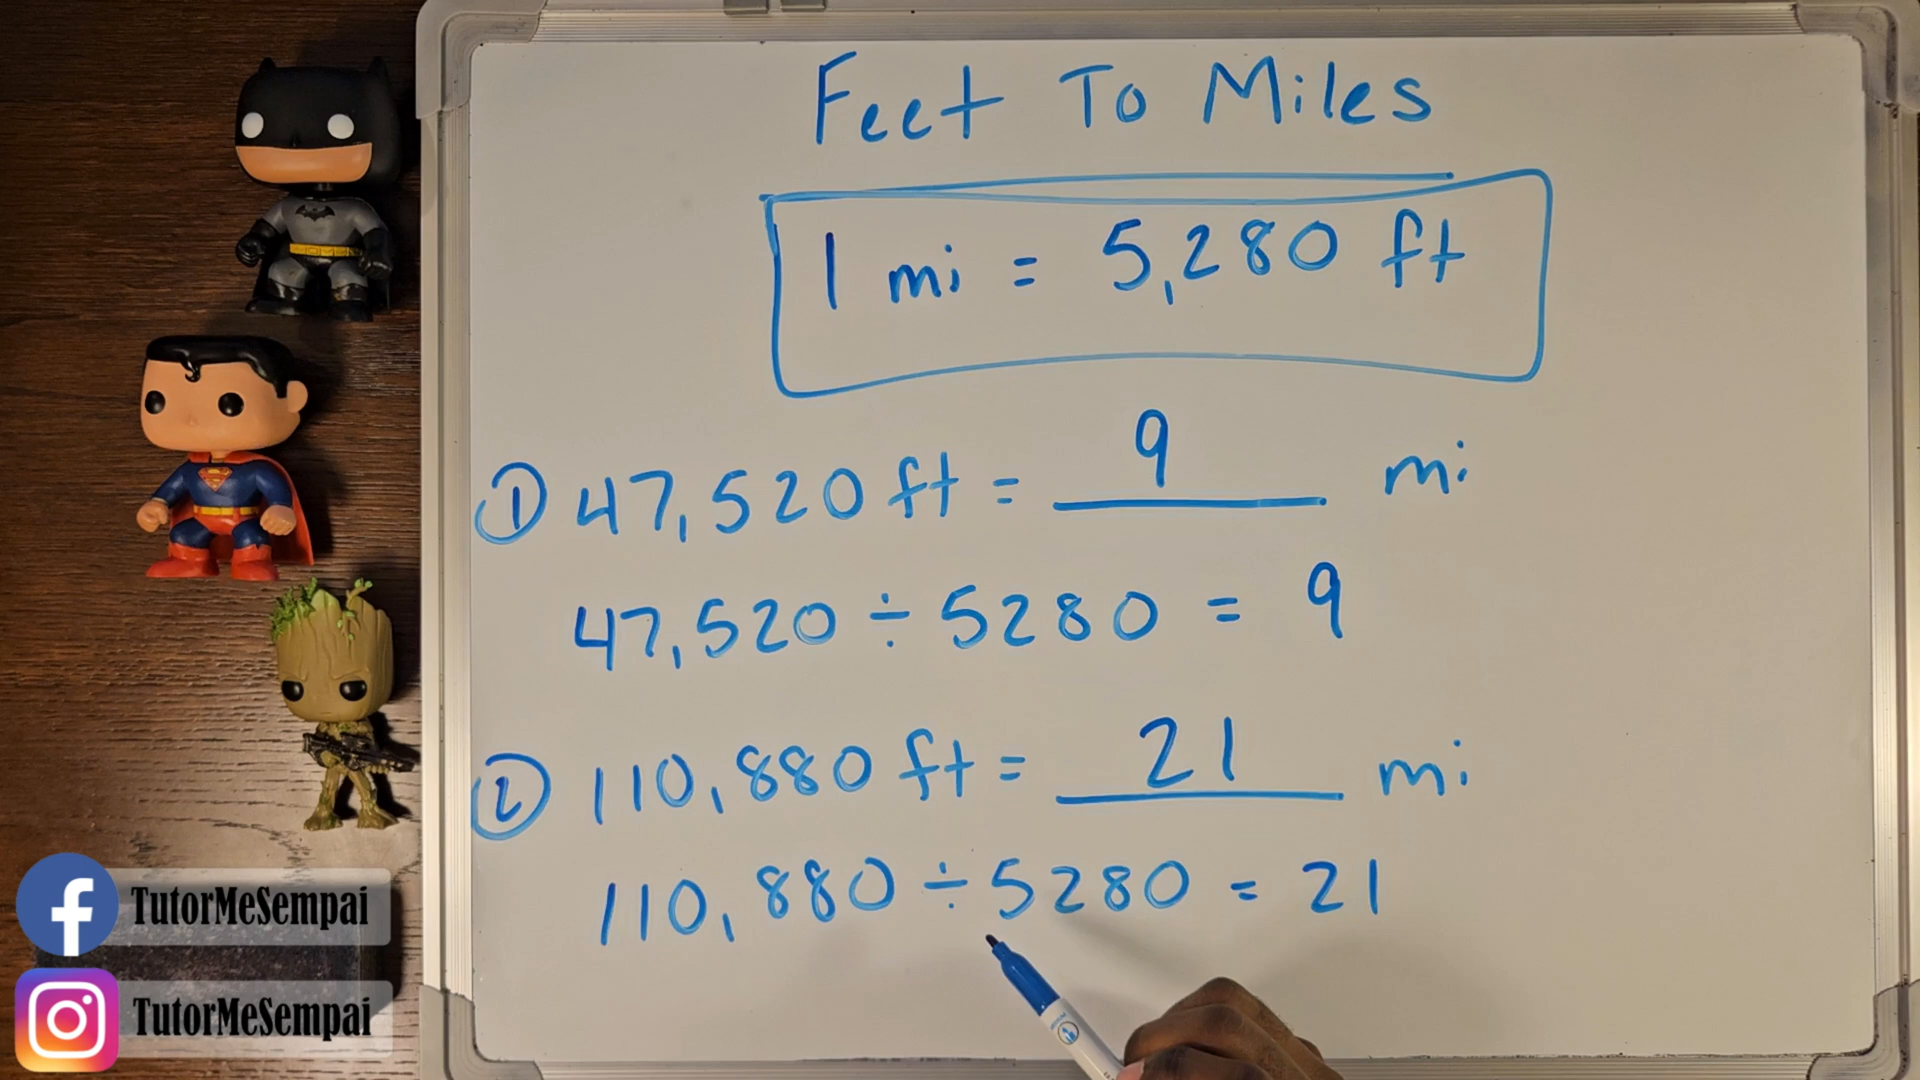 Feet To Miles
1 mi = 5,280 ft
① 47,520 ft = 9 mi
47,520 ÷ 5280 = 9
② 110,880 ft = 21 mi
110,880 ÷ 5280 = 21
TutorMeSempai
TutorMeSempai